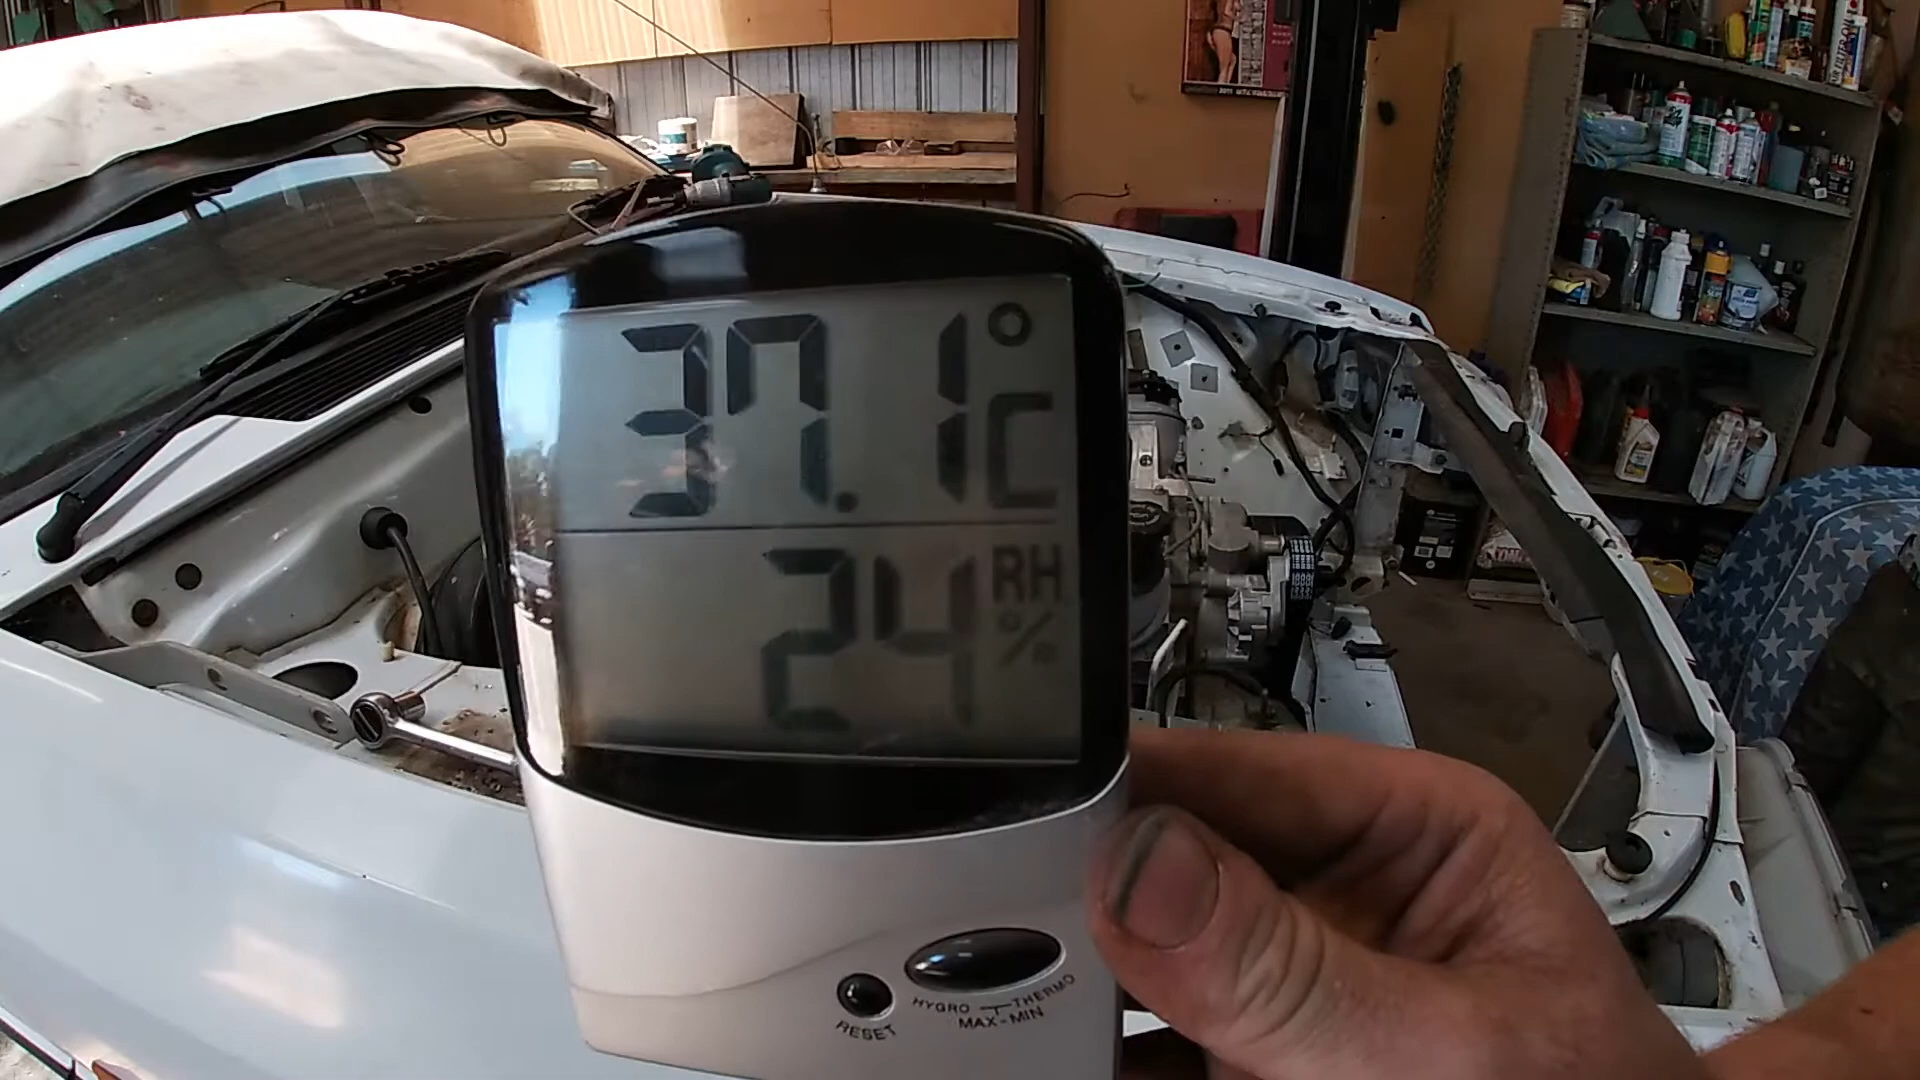 37.1°C
24 RH
%
HYGRO THERMO
MAX-MIN
RESET